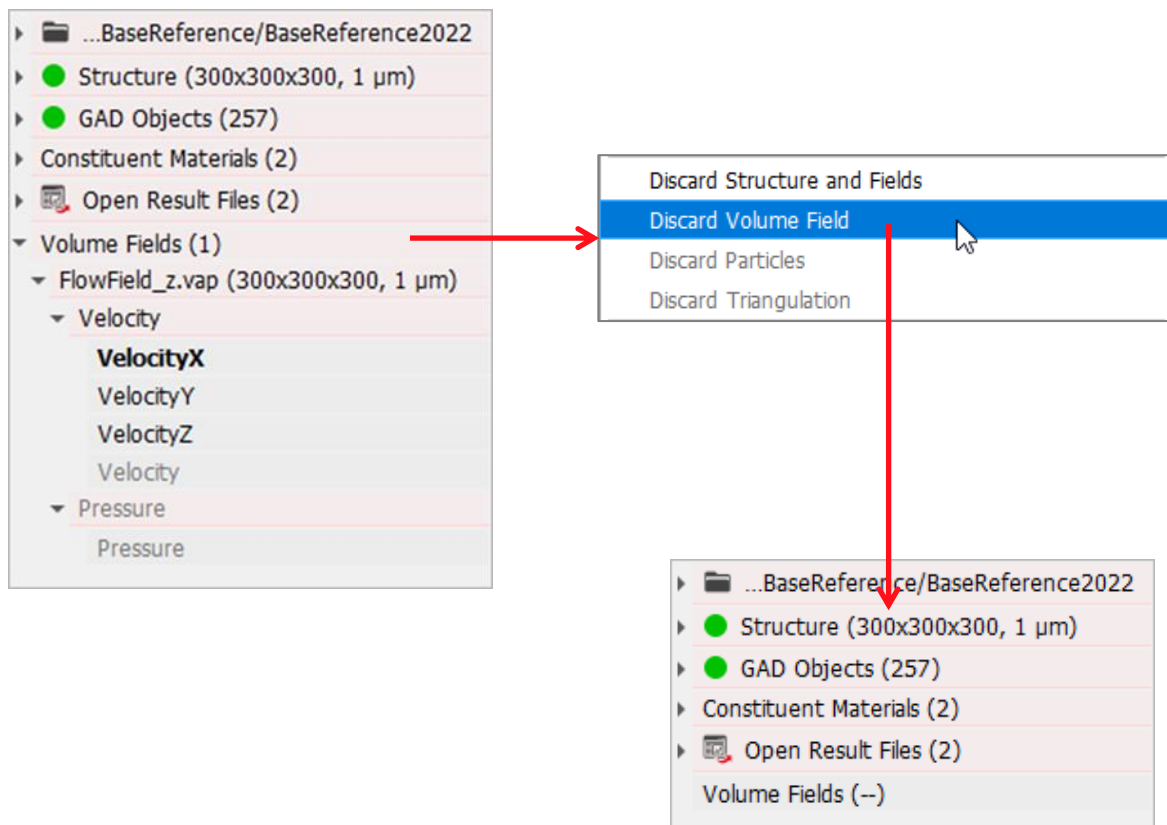 ...BaseReference/BaseReference2022
Structure (300x300x300, 1 µm)
GAD Objects (257)
Constituent Materials (2)
Open Result Files (2)
Volume Fields (1)
FlowField_z.vap (300x300x300, 1 µm)
Velocity
VelocityX
VelocityY
VelocityZ
Velocity
Pressure
Pressure
Discard Structure and Fields
Discard Volume Field
Discard Particles
Discard Triangulation
...BaseReference/BaseReference2022
Structure (300x300x300, 1 µm)
GAD Objects (257)
Constituent Materials (2)
Open Result Files (2)
Volume Fields (--)